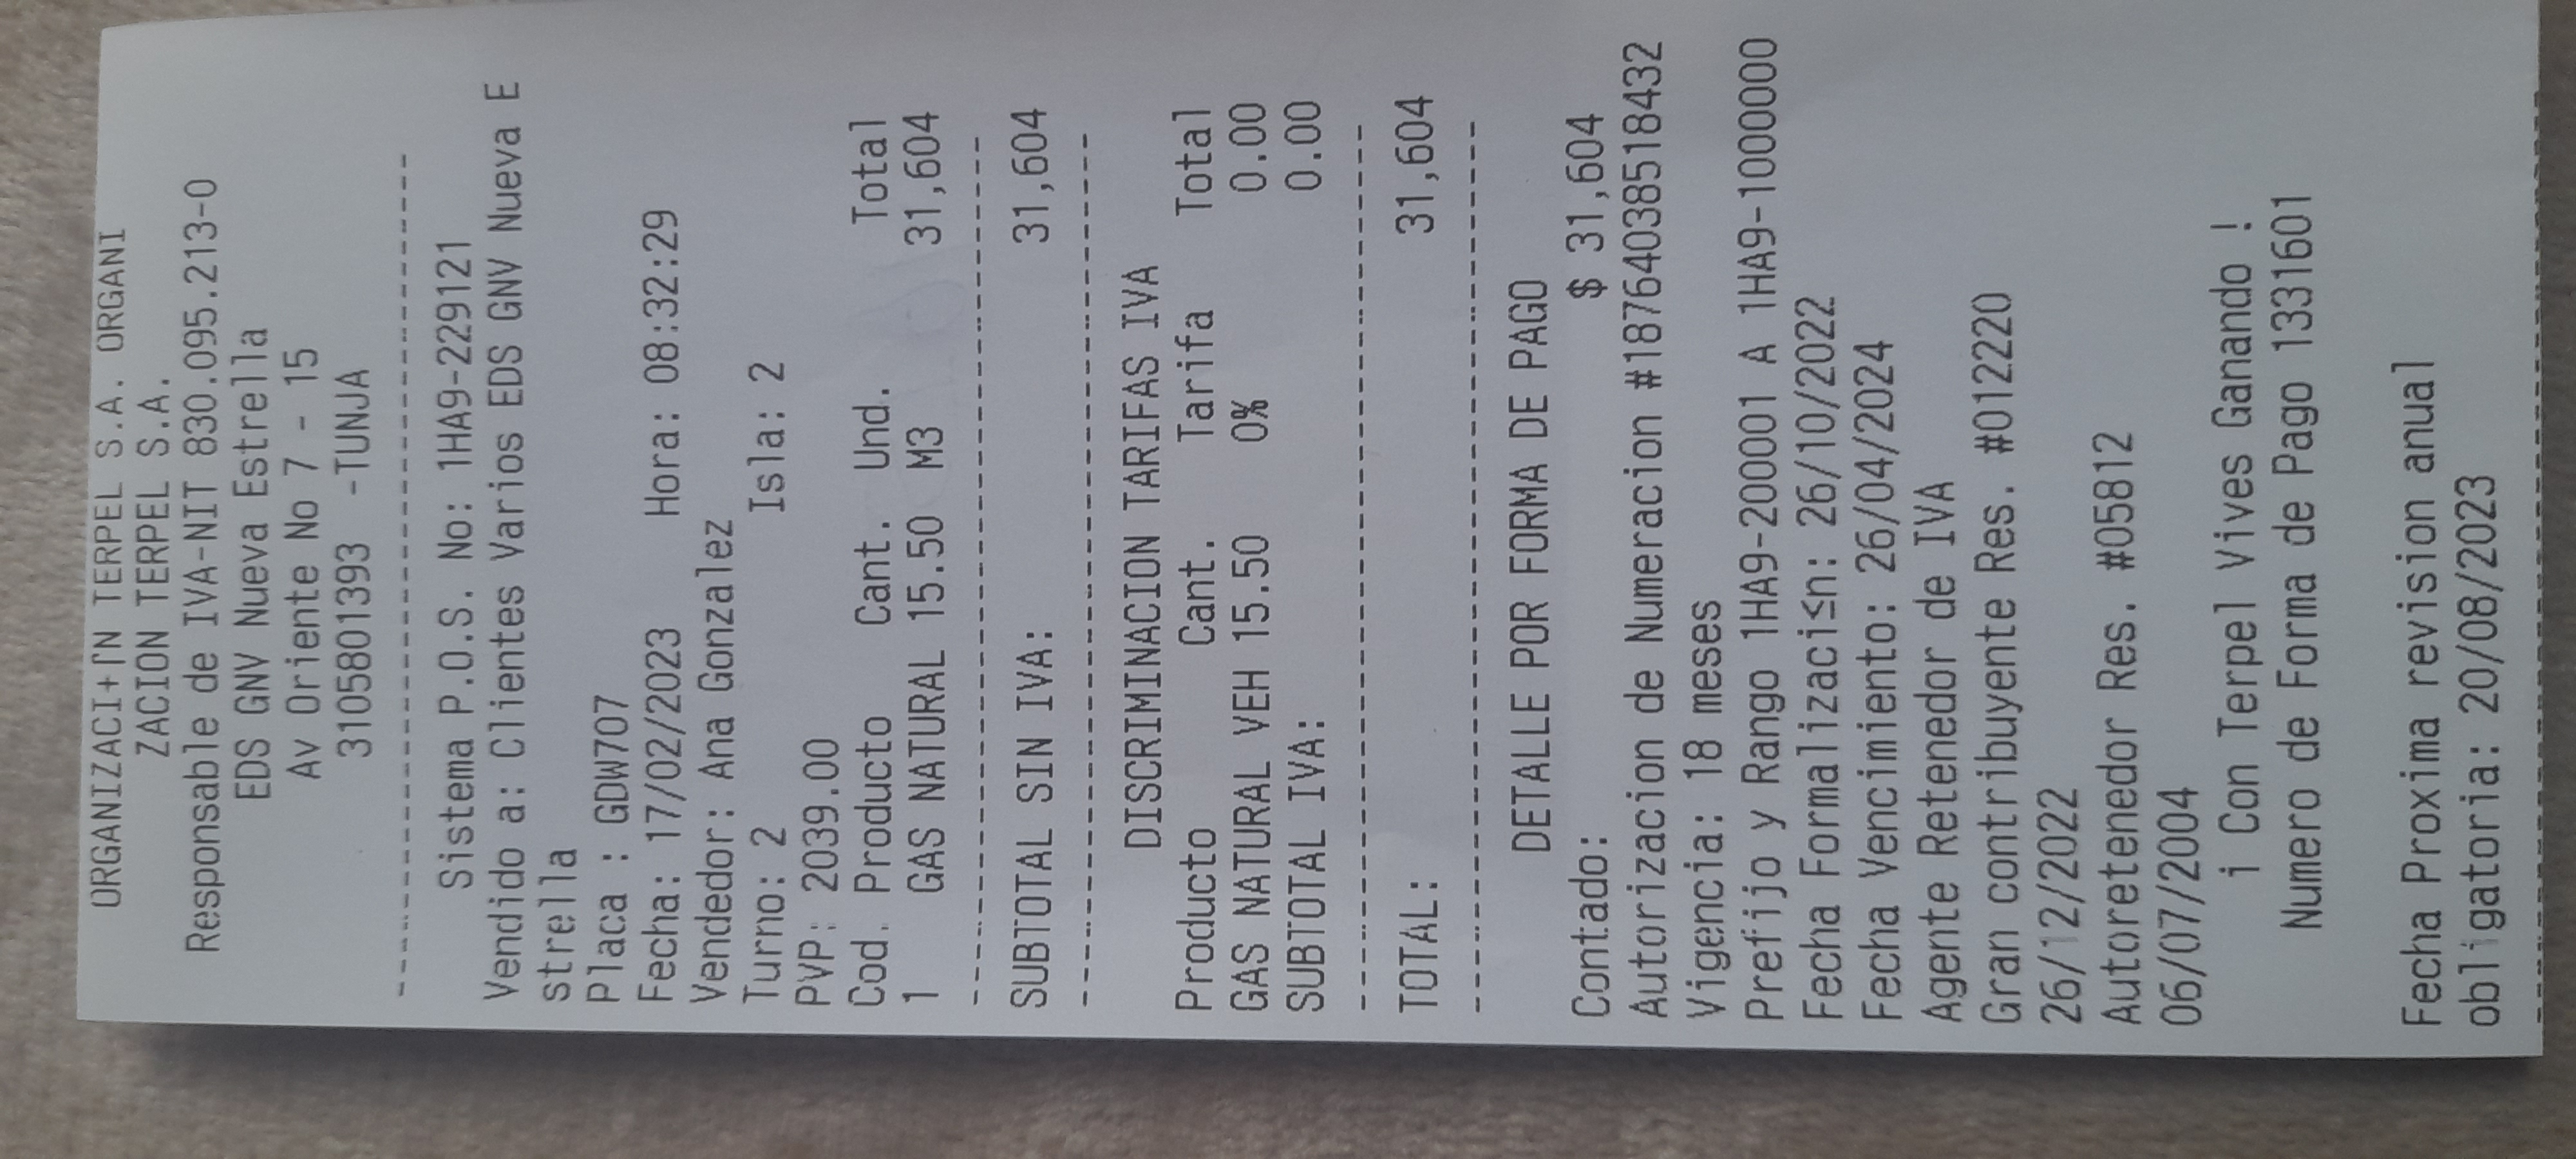 ORGANIZACI+ΓN TERPEL S.A. ORGANI
ZACION TERPEL S.A.
Responsable de IVA-NIT 830.095.213-0
EDS GNV Nueva Estrella
Av Oriente No 7 - 15
3105801393 -TUNJA
Sistema P.O.S. No: 1HA9-229121
Vendido a: Clientes Varios EDS GNV Nueva E
strella
Placa : GDW707
Fecha: 17/02/2023 Hora: 08:32:29
Vendedor: Ana Gonzalez
Turno: 2 Isla: 2
PVP: 2039.00
Cod. Producto Cant. Und. Total
1 GAS NATURAL 15.50 M3 31,604
SUBTOTAL SIN IVA: 31,604
DISCRIMINACION TARIFAS IVA
Producto Cant. Tarifa Total
GAS NATURAL VEH 15.50 0% 0.00
SUBTOTAL IVA: 0.00
TOTAL: 31,604
DETALLE POR FORMA DE PAGO
Contado: $ 31,604
Autorizacion de Numeracion #18764038518432
Vigencia: 18 meses
Prefijo y Rango 1HA9-200001 A 1HA9-1000000
Fecha Formalizaci≤n: 26/10/2022
Fecha Vencimiento: 26/04/2024
Agente Retenedor de IVA
Gran contribuyente Res. #012220
26/12/2022
Autoretenedor Res. #05812
06/07/2004
¡ Con Terpel Vives Ganando !
Numero de Forma de Pago 1331601
Fecha Proxima revision anual
obligatoria: 20/08/2023